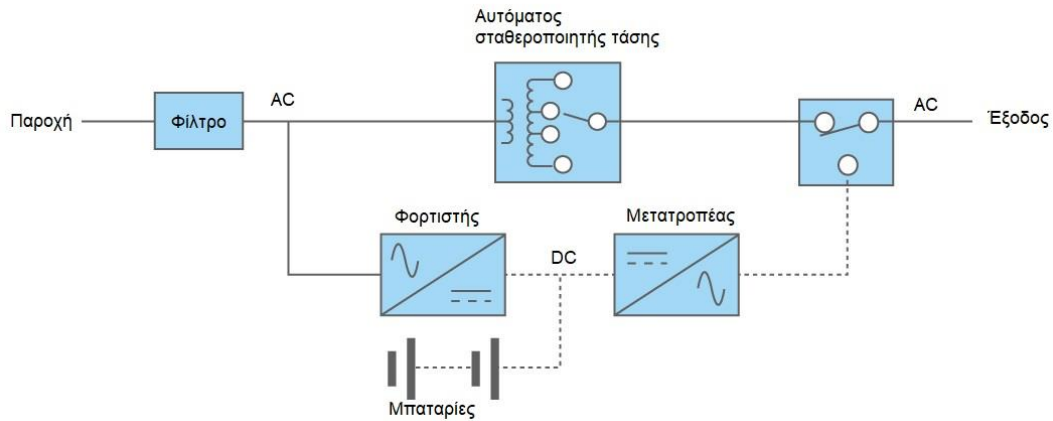 Αυτόματος
σταθεροποιητής τάσης
Παροχή
Φίλτρο
AC
AC
Έξοδος
Φορτιστής
Μετατροπέας
DC
Μπαταρίες